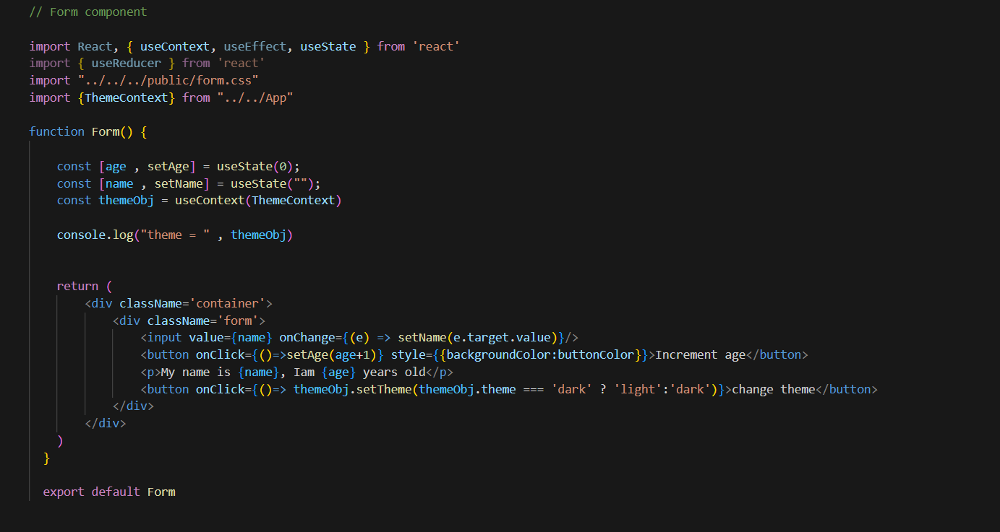 // Form component
import React, { useContext, useEffect, useState } from 'react'
import { useReducer } from 'react'
import "../../../public/form.css"
import {ThemeContext} from "../../App"
function Form() {
const [age , setAge] = useState(0);
const [name , setName] = useState("");
const themeObj = useContext(ThemeContext)
console.log("theme = " , themeObj)
return (
<div className='container'>
<div className='form'>
<input value={name} onChange={(e) => setName(e.target.value)}/>
<button onClick={()=>setAge(age+1)} style={{backgroundColor:buttonColor}}>Increment age</button>
<p>My name is {name}, Iam {age} years old</p>
<button onClick={()=> themeObj.setTheme(themeObj.theme === 'dark' ? 'light':'dark')}>change theme</button>
</div>
</div>
)
}
export default Form